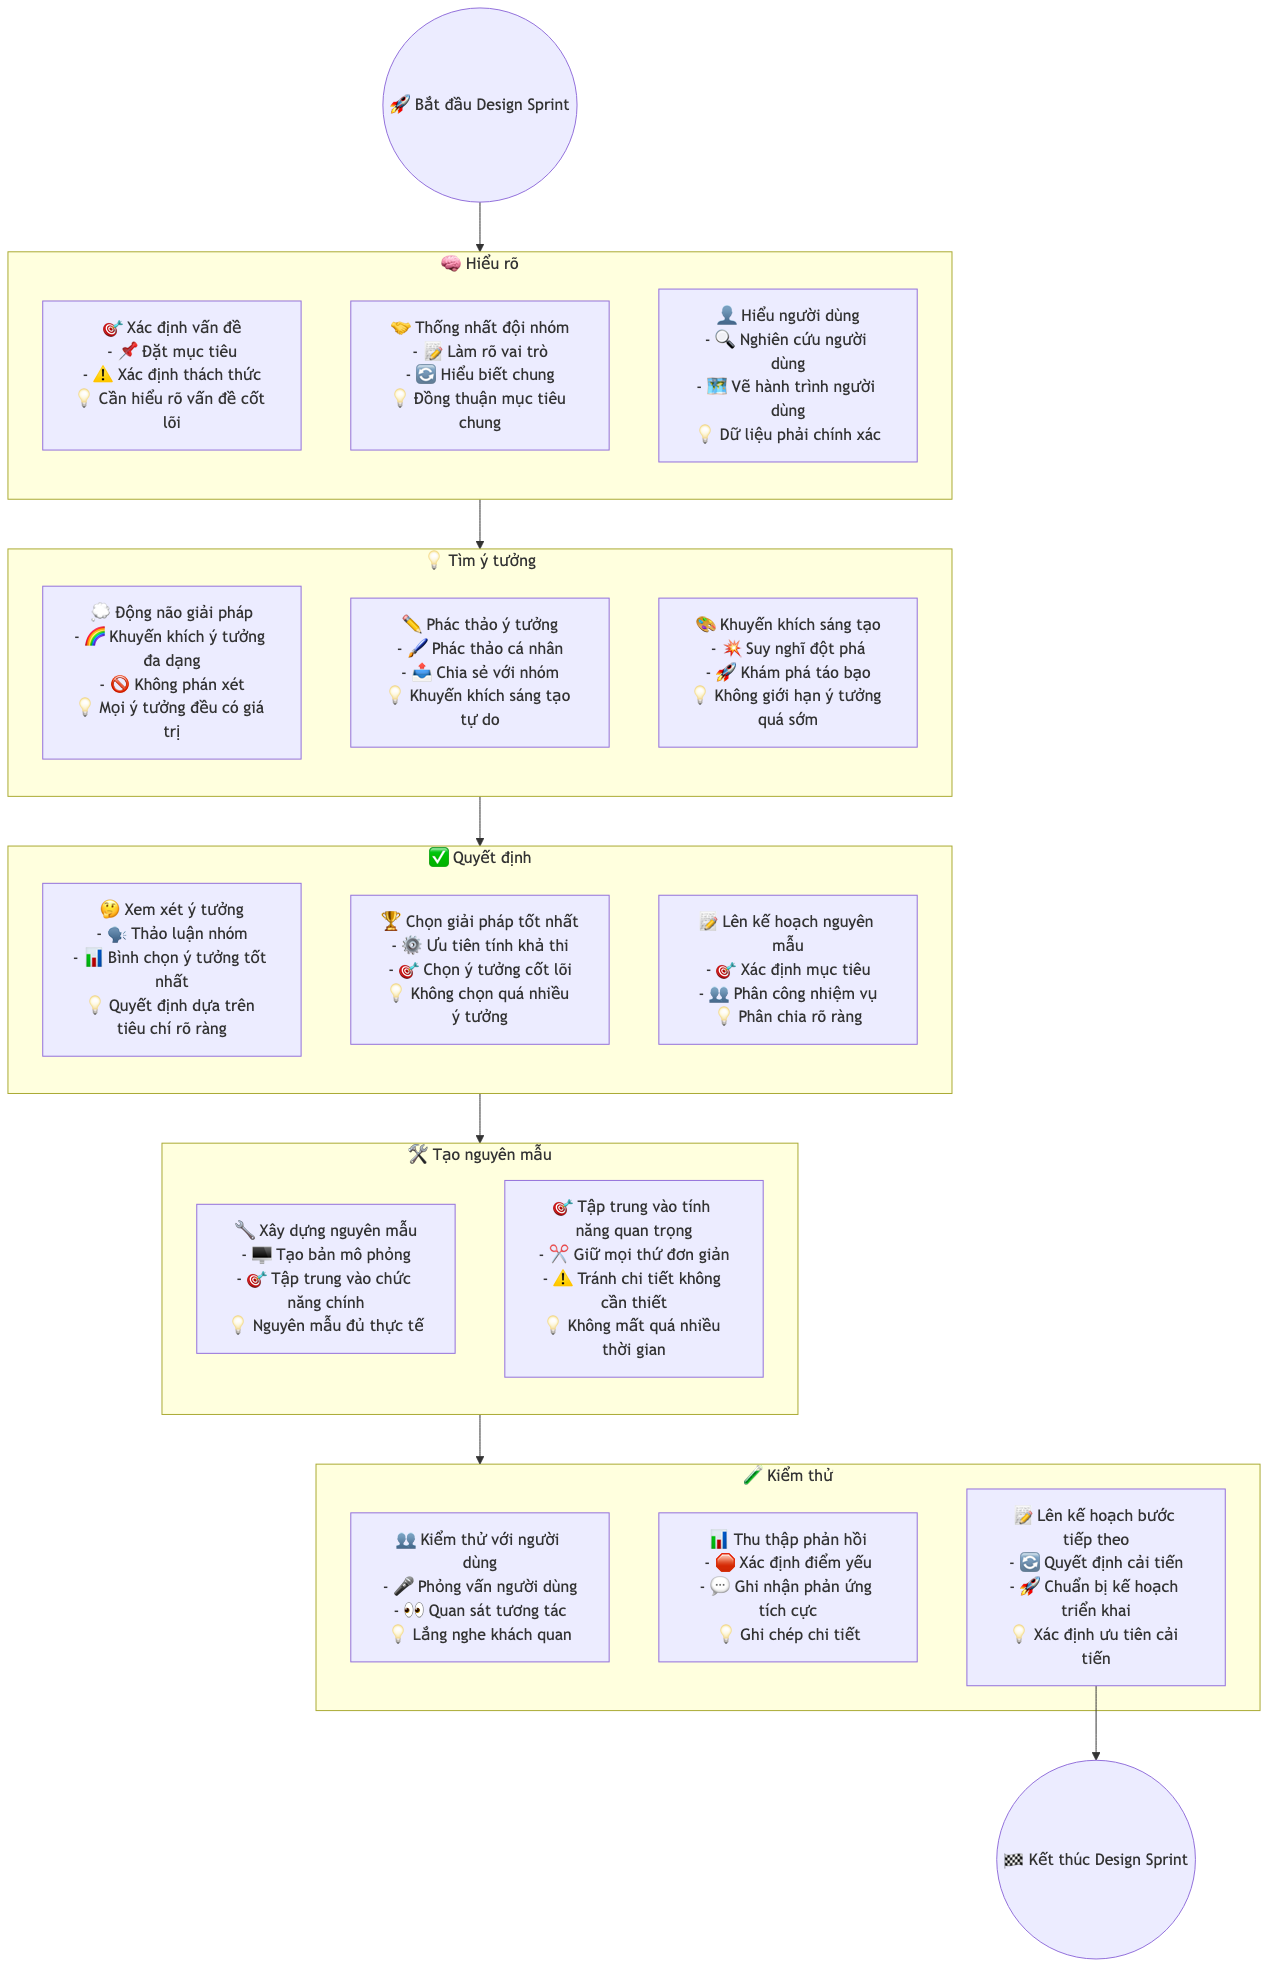 🚀 Bắt đầu Design Sprint
🧠 Hiểu rõ
🎯 Xác định vấn đề
- 📌 Đặt mục tiêu
- ⚠️ Xác định thách thức
💡 Cần hiểu rõ vấn đề cốt
lõi
🤝 Thống nhất đội nhóm
- 📝 Làm rõ vai trò
- 🔄 Hiểu biết chung
💡 Đồng thuận mục tiêu
chung
👤 Hiểu người dùng
- 🔍 Nghiên cứu người
dùng
- 🗺️ Vẽ hành trình người
dùng
💡 Dữ liệu phải chính xác
💡 Tìm ý tưởng
💭 Động não giải pháp
- 🌈 Khuyến khích ý tưởng
đa dạng
- 🚫 Không phán xét
💡 Mọi ý tưởng đều có giá
trị
✏️ Phác thảo ý tưởng
- 🖊️ Phác thảo cá nhân
- 📤 Chia sẻ với nhóm
💡 Khuyến khích sáng tạo
tự do
🎨 Khuyến khích sáng tạo
- 💥 Suy nghĩ đột phá
- 🚀 Khám phá táo bạo
💡 Không giới hạn ý tưởng
quá sớm
✅ Quyết định
🤔 Xem xét ý tưởng
- 🗣️ Thảo luận nhóm
- 📊 Bình chọn ý tưởng tốt
nhất
💡 Quyết định dựa trên
tiêu chí rõ ràng
🏆 Chọn giải pháp tốt nhất
- ⚙️ Ưu tiên tính khả thi
- 🎯 Chọn ý tưởng cốt lõi
💡 Không chọn quá nhiều
ý tưởng
📝 Lên kế hoạch nguyên
mẫu
- 🎯 Xác định mục tiêu
- 👥 Phân công nhiệm vụ
💡 Phân chia rõ ràng
🛠️ Tạo nguyên mẫu
🔧 Xây dựng nguyên mẫu
- 🖥️ Tạo bản mô phỏng
- 🎯 Tập trung vào chức
năng chính
💡 Nguyên mẫu đủ thực tế
🎯 Tập trung vào tính
năng quan trọng
- ✂️ Giữ mọi thứ đơn giản
- ⚠️ Tránh chi tiết không
cần thiết
💡 Không mất quá nhiều
thời gian
🧪 Kiểm thử
👥 Kiểm thử với người
dùng
- 🎤 Phỏng vấn người dùng
- 👀 Quan sát tương tác
💡 Lắng nghe khách quan
📊 Thu thập phản hồi
- 🛑 Xác định điểm yếu
- 💬 Ghi nhận phản ứng
tích cực
💡 Ghi chép chi tiết
📝 Lên kế hoạch bước
tiếp theo
- 🔄 Quyết định cải tiến
- 🚀 Chuẩn bị kế hoạch
triển khai
💡 Xác định ưu tiên cải
tiến
🏁 Kết thúc Design Sprint